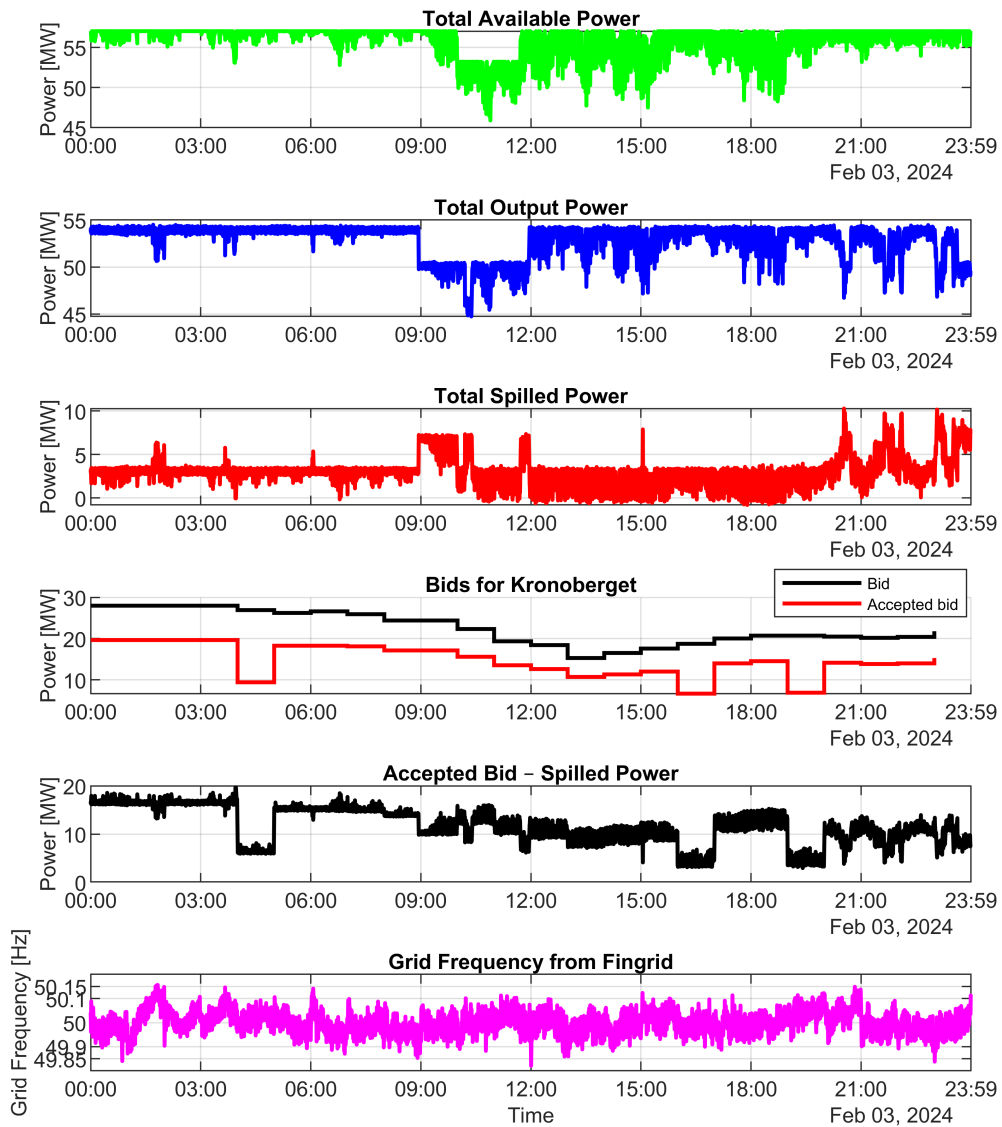 Total Available Power
Power [MW]
55
50
45
00:00 03:00 06:00 09:00 12:00 15:00 18:00 21:00 23:59
Feb 03, 2024
Total Output Power
Power [MW]
55
50
45
00:00 03:00 06:00 09:00 12:00 15:00 18:00 21:00 23:59
Feb 03, 2024
Total Spilled Power
Power [MW]
10
5
0
00:00 03:00 06:00 09:00 12:00 15:00 18:00 21:00 23:59
Feb 03, 2024
Bids for Kronoberget
Bid
Accepted bid
Power [MW]
30
20
10
00:00 03:00 06:00 09:00 12:00 15:00 18:00 21:00 23:59
Feb 03, 2024
Accepted Bid – Spilled Power
Power [MW]
20
10
0
00:00 03:00 06:00 09:00 12:00 15:00 18:00 21:00 23:59
Feb 03, 2024
Grid Frequency from Fingrid
Grid Frequency [Hz]
50.15
50.1
50
49.9
49.85
00:00 03:00 06:00 09:00 12:00 15:00 18:00 21:00 23:59
Time
Feb 03, 2024